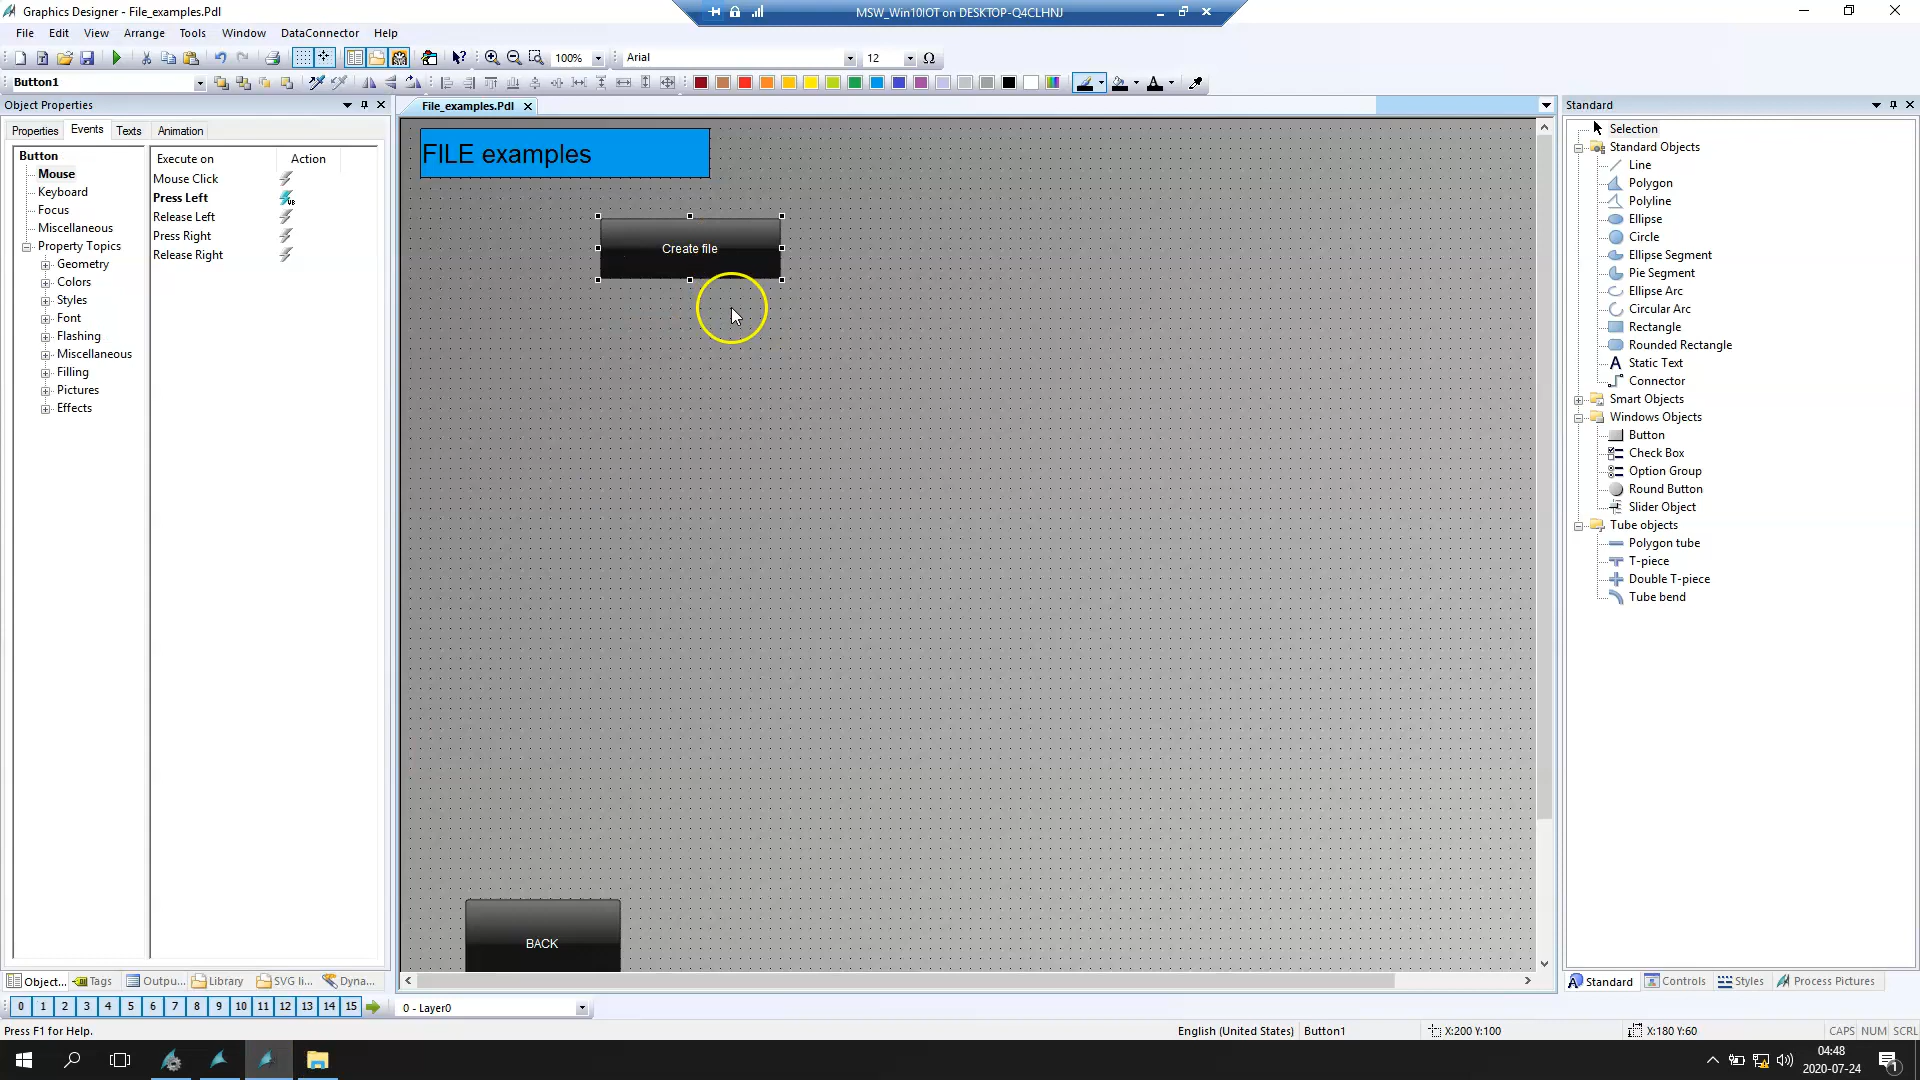 Graphics Designer - File_examples.Pdl
MSW_Win10IOT on DESKTOP-Q4CLHNJ
File Edit View Arrange Tools Window DataConnector Help
100% Arial 12 Ω
Button1
Object Properties
File_examples.Pdl
Standard
Properties Events Texts Animation
Button
Mouse
Keyboard
Focus
Miscellaneous
Property Topics
Geometry
Colors
Styles
Font
Flashing
Miscellaneous
Filling
Pictures
Effects
Execute on Action
Mouse Click
Press Left
Release Left
Press Right
Release Right
FILE examples
Create file
BACK
Selection
Standard Objects
Line
Polygon
Polyline
Ellipse
Circle
Ellipse Segment
Pie Segment
Ellipse Arc
Circular Arc
Rectangle
Rounded Rectangle
Static Text
Connector
Smart Objects
Windows Objects
Button
Check Box
Option Group
Round Button
Slider Object
Tube objects
Polygon tube
T-piece
Double T-piece
Tube bend
Object... Tags Outpu... Library SVG li... Dyna...
Standard Controls Styles Process Pictures
0 1 2 3 4 5 6 7 8 9 10 11 12 13 14 15 0 - Layer0
Press F1 for Help. English (United States) Button1 X:200 Y:100 X:180 Y:60 CAPS NUM SCRL
04:48
2020-07-24
1